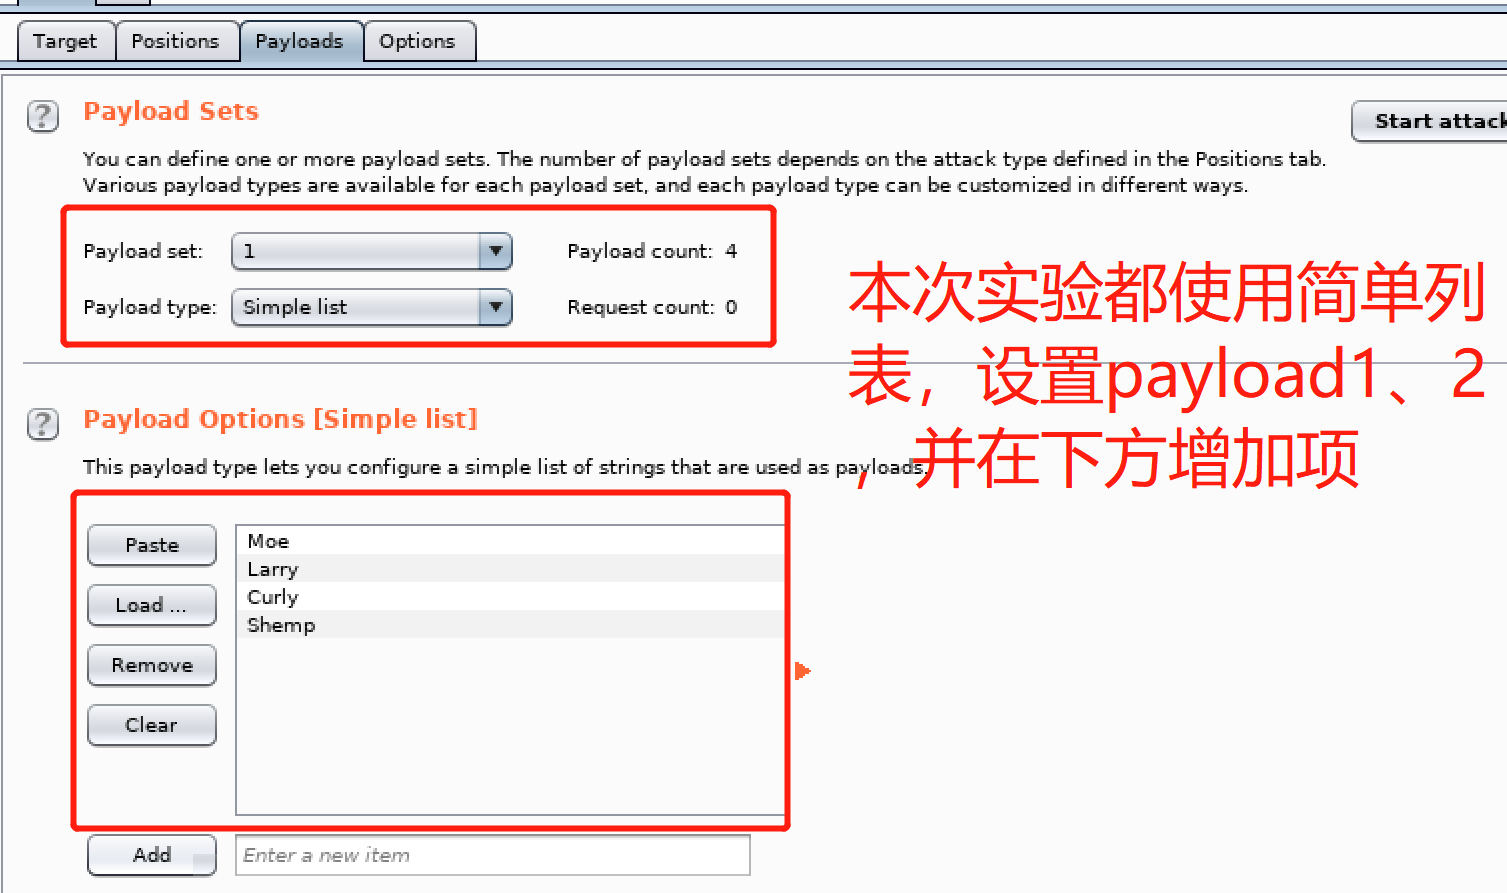 Target Positions Payloads Options
Payload Sets
Start attack
You can define one or more payload sets. The number of payload sets depends on the attack type defined in the Positions tab.
Various payload types are available for each payload set, and each payload type can be customized in different ways.
Payload set: 1 Payload count: 4
Payload type: Simple list Request count: 0
本次实验都使用简单列
表，设置payload1、2
，并在下方增加项
Payload Options [Simple list]
This payload type lets you configure a simple list of strings that are used as payloads.
Paste
Load ...
Remove
Clear
Moe
Larry
Curly
Shemp
Add Enter a new item